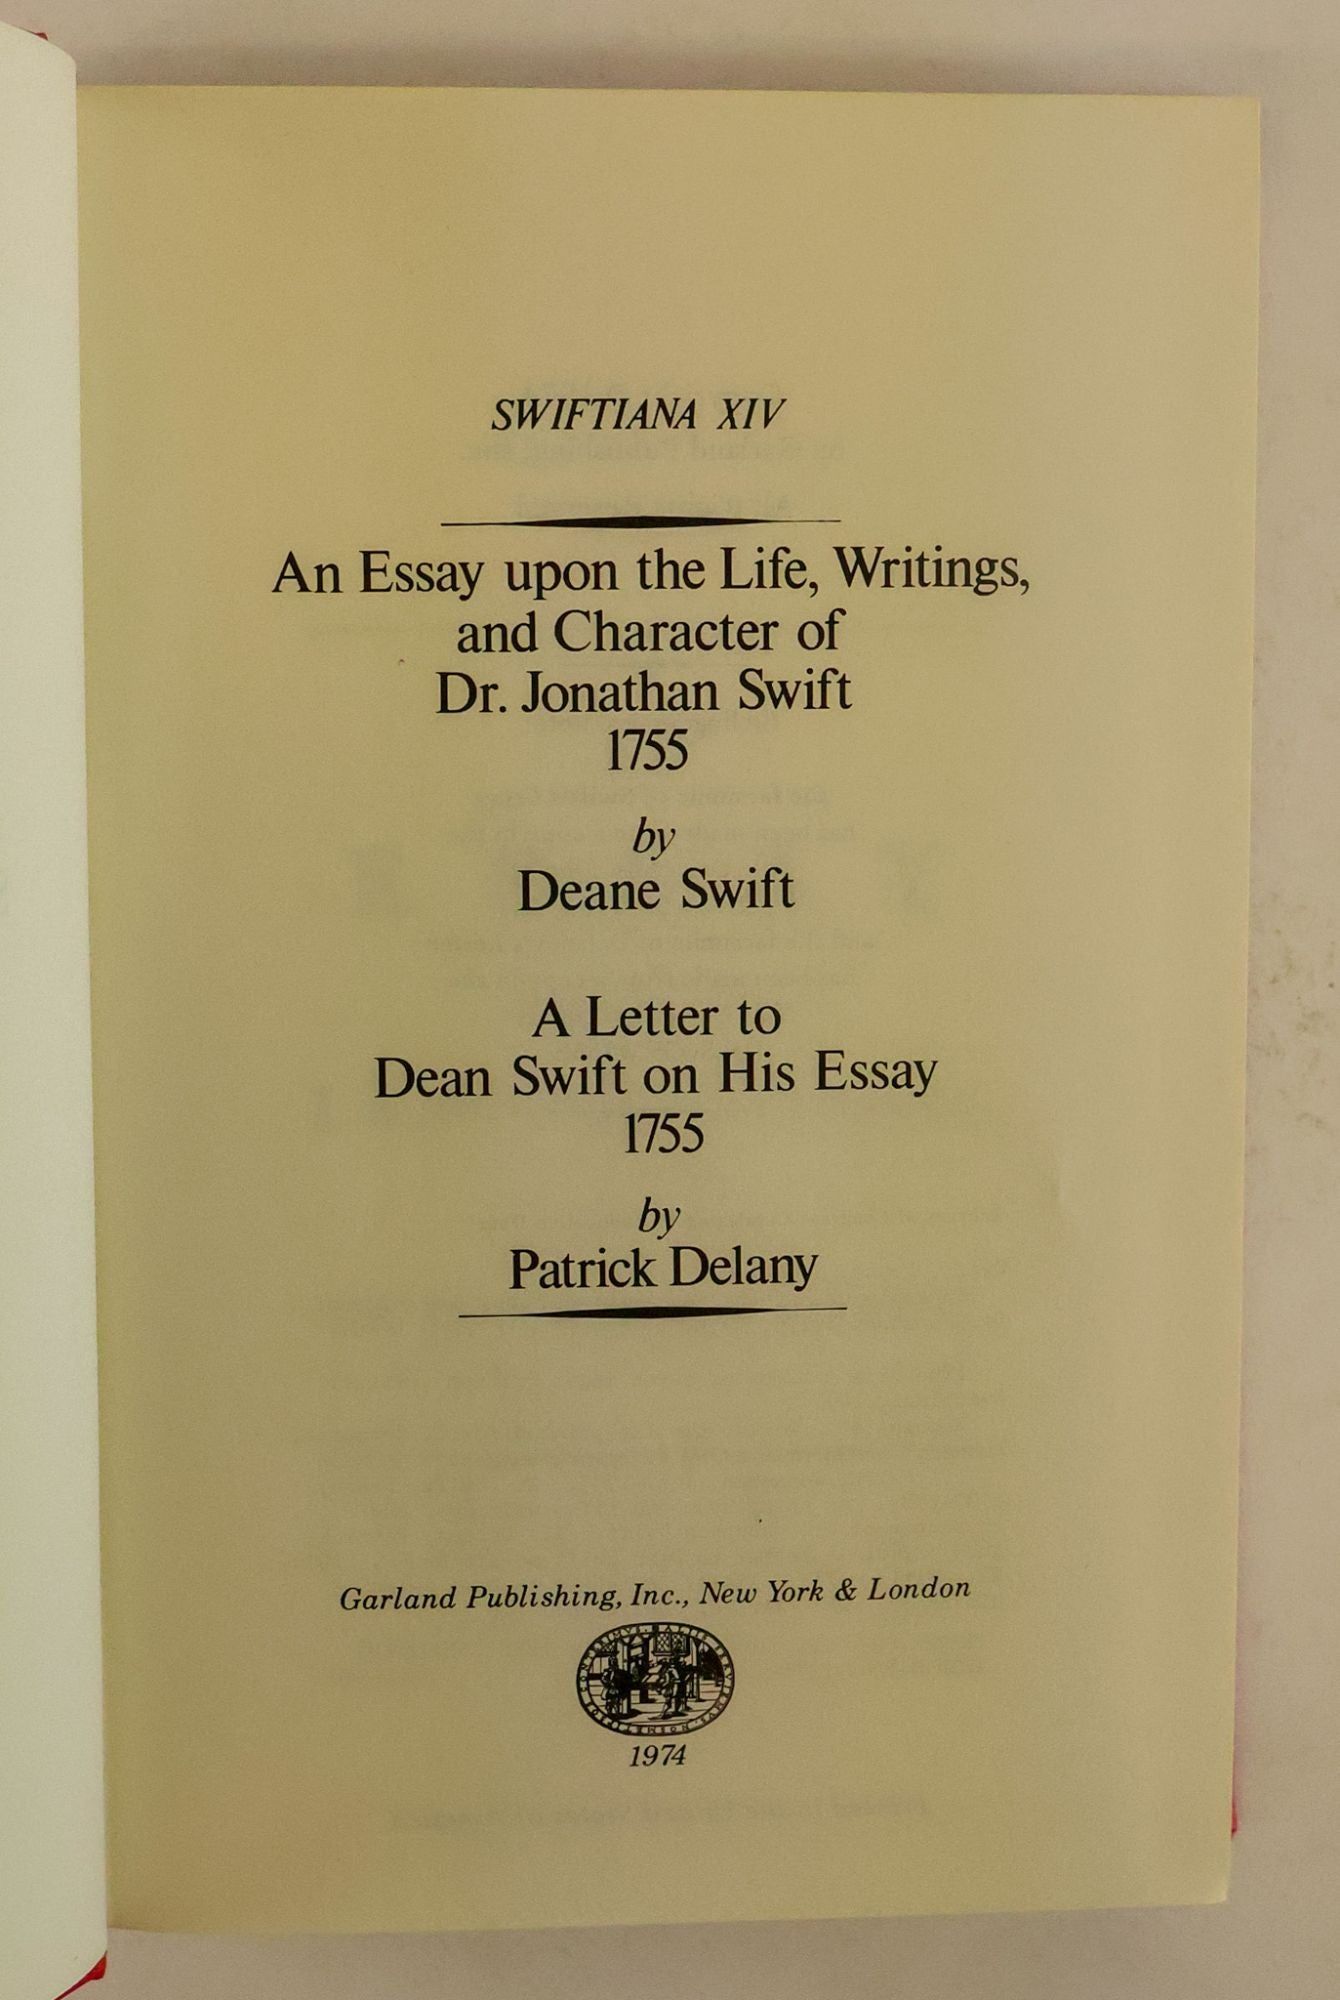 SWIFTIANA XIV
An Essay upon the Life, Writings,
and Character of
Dr. Jonathan Swift
1755
by
Deane Swift
A Letter to
Dean Swift on His Essay
1755
by
Patrick Delany
Garland Publishing, Inc., New York & London
1974